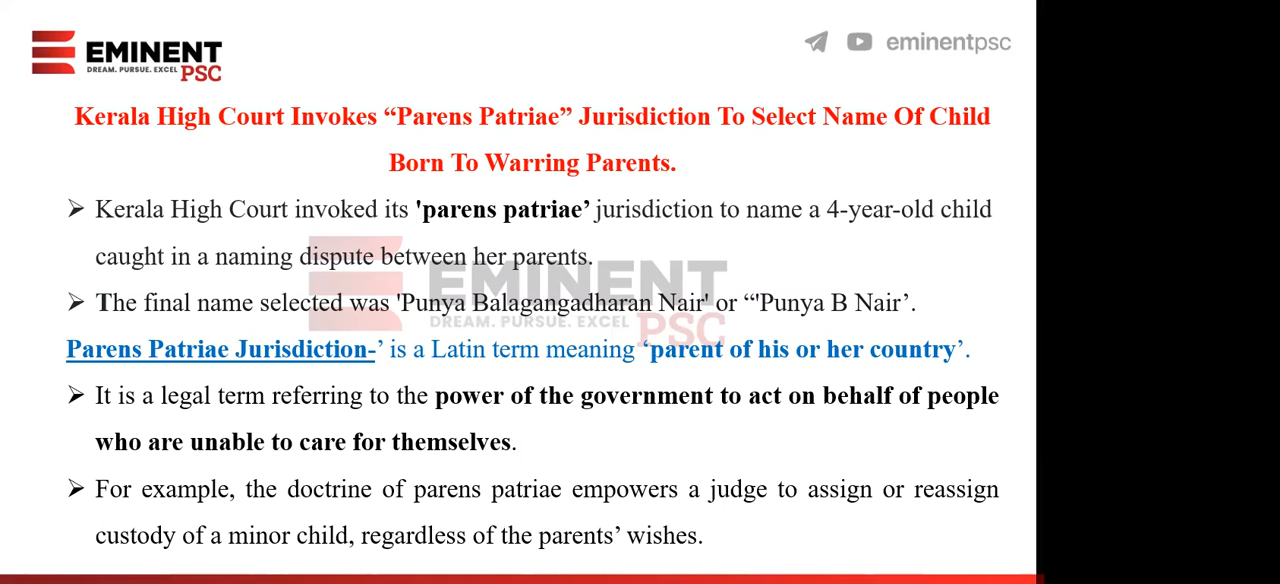 EMINENT
DREAM. PURSUE. EXCEL PSC
eminentpsc
Kerala High Court Invokes “Parens Patriae” Jurisdiction To Select Name Of Child
Born To Warring Parents.
➢ Kerala High Court invoked its 'parens patriae’ jurisdiction to name a 4-year-old child
caught in a naming dispute between her parents.
➢ The final name selected was 'Punya Balagangadharan Nair' or “'Punya B Nair’.
EMINENT
DREAM. PURSUE. EXCEL PSC
Parens Patriae Jurisdiction-’ is a Latin term meaning ‘parent of his or her country’.
➢ It is a legal term referring to the power of the government to act on behalf of people
who are unable to care for themselves.
➢ For example, the doctrine of parens patriae empowers a judge to assign or reassign
custody of a minor child, regardless of the parents’ wishes.